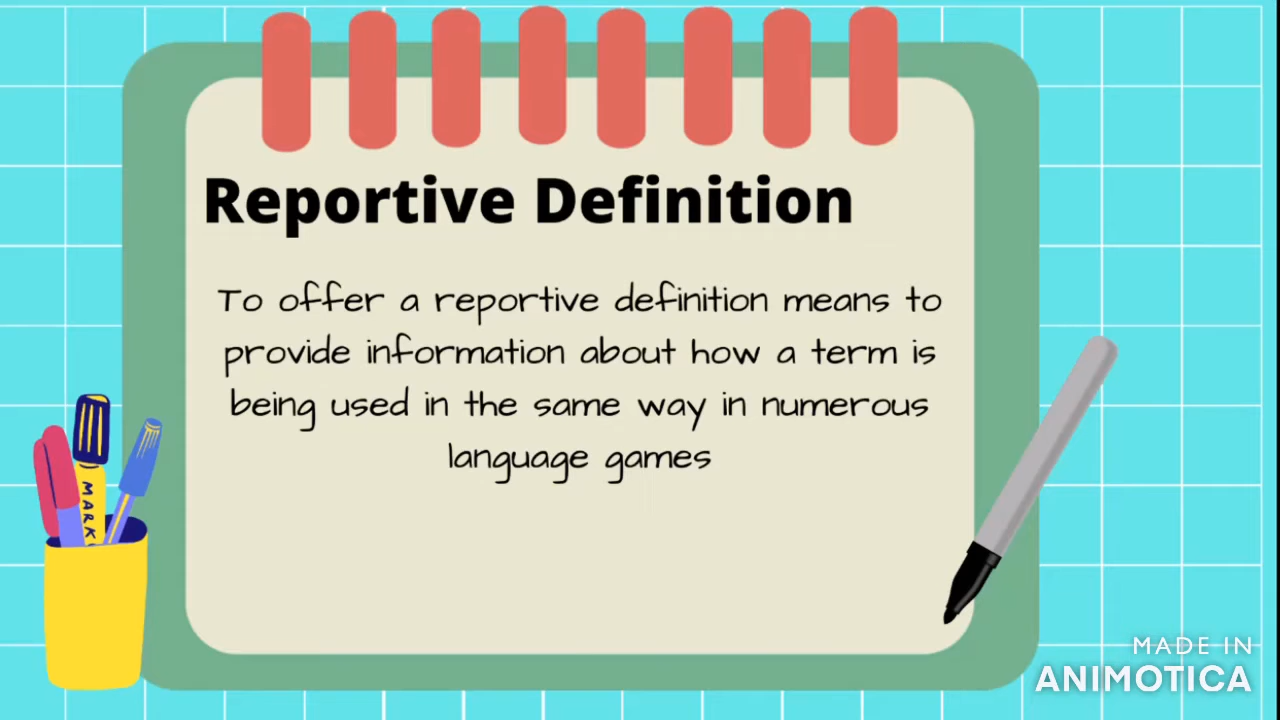 Reportive Definition
To offer a reportive definition means to
provide information about how a term is
being used in the same way in numerous
language games
MARK
MADE IN
ANIMOTICA